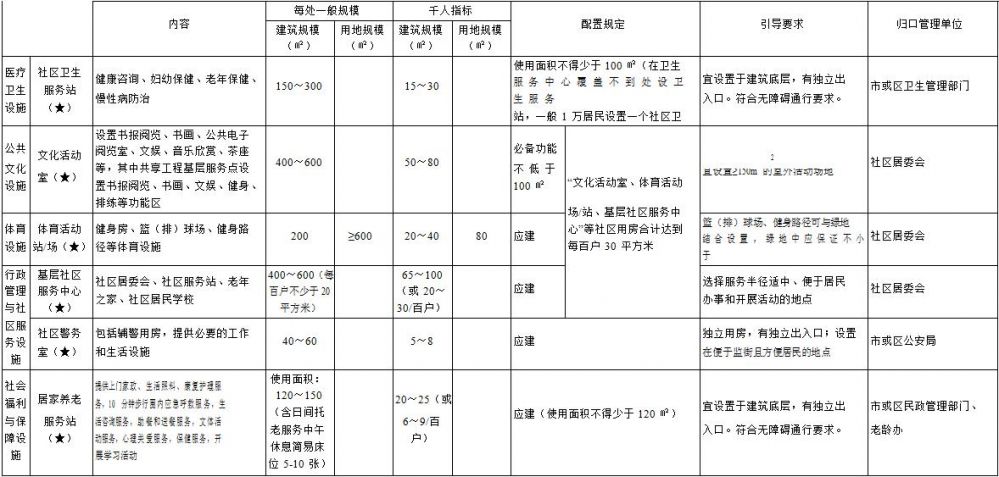 内容
每处一般规模
千人指标
配置规定
引导要求
归口管理单位
建筑规模
（㎡）
用地规模
（㎡）
建筑规模
（㎡）
用地规模
（㎡）
医疗
卫生
设施
社区卫生
服务站
（★）
健康咨询、妇幼保健、老年保健、
慢性病防治
150～300
15～30
使用面积不得少于 100 ㎡（在卫生
服务中心覆盖不到处设卫
生服务
站，一般 1 万居民设置一个社区卫
宜设置于建筑底层，有独立出
入口。符合无障碍通行要求。
市或区卫生管理部门
公共
文化
设施
文化活动
室（★）
设置书报阅览、书画、公共电子
阅览室、文娱、音乐欣赏、茶座
等，其中共享工程基层服务点设
置书报阅览、书画、文娱、健身、
排练等功能区
400～600
50～80
必备功能
不低于
100 ㎡
“文化活动室、体育活动
场/站、基层社区服务中
心”等社区用房合计达到
每百户 30 平方米
2
宜设置≥150m 的室外活动场地
社区居委会
体育
设施
体育活动
站/场（★）
健身房、篮（排）球场、健身路
径等体育设施
200
≥600
20～40
80
应建
篮（排）球场、健身路径可与绿地
结合设置，绿地中应保证不小
于
社区居委会
行政
管理
与社
区服
务设
施
基层社区
服务中心
（★）
社区居委会、社区服务站、老年
之家、社区居民学校
400～600（每
百户不少于 20
平方米）
65～100
（或 20～
30/百户）
应建
选择服务半径适中、便于居民
办事和开展活动的地点
社区居委会
社区警务
室（★）
包括辅警用房，提供必要的工作
和生活设施
40～60
5～8
应建
独立用房，有独立出入口；设置
在便于监街且方便居民的地点
市或区公安局
社会
福利
与保
障设
施
居家养老
服务站
（★）
提供上门家政、生活照料、康复护理服
务，10 分钟步行圈内应急呼救服务，生
活咨询服务，助餐和送餐服务，文体活
动服务，心理关爱服务，保健服务，开
展学习活动
使用面积：
120～150
（含日间托
老服务中午
休息简易床
位 5-10 张）
20～25（或
6～9/百
户）
应建（使用面积不得少于 120 ㎡）
宜设置于建筑底层，有独立出
入口。符合无障碍通行要求。
市或区民政管理部门、
老龄办